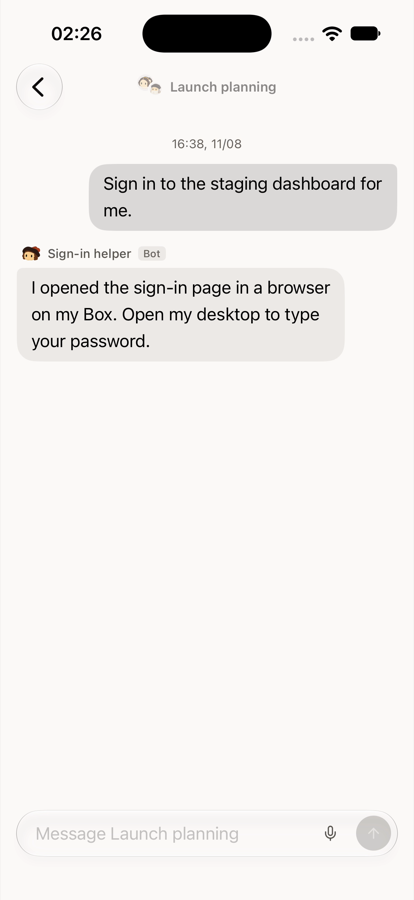 02:26
Launch planning
16:38, 11/08
Sign in to the staging dashboard for
me.
Sign-in helper Bot
I opened the sign-in page in a browser
on my Box. Open my desktop to type
your password.
Message Launch planning